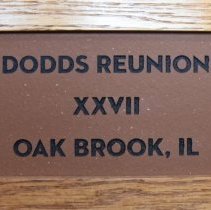 DODDS REUNION
XXVII
OAK BROOK, IL